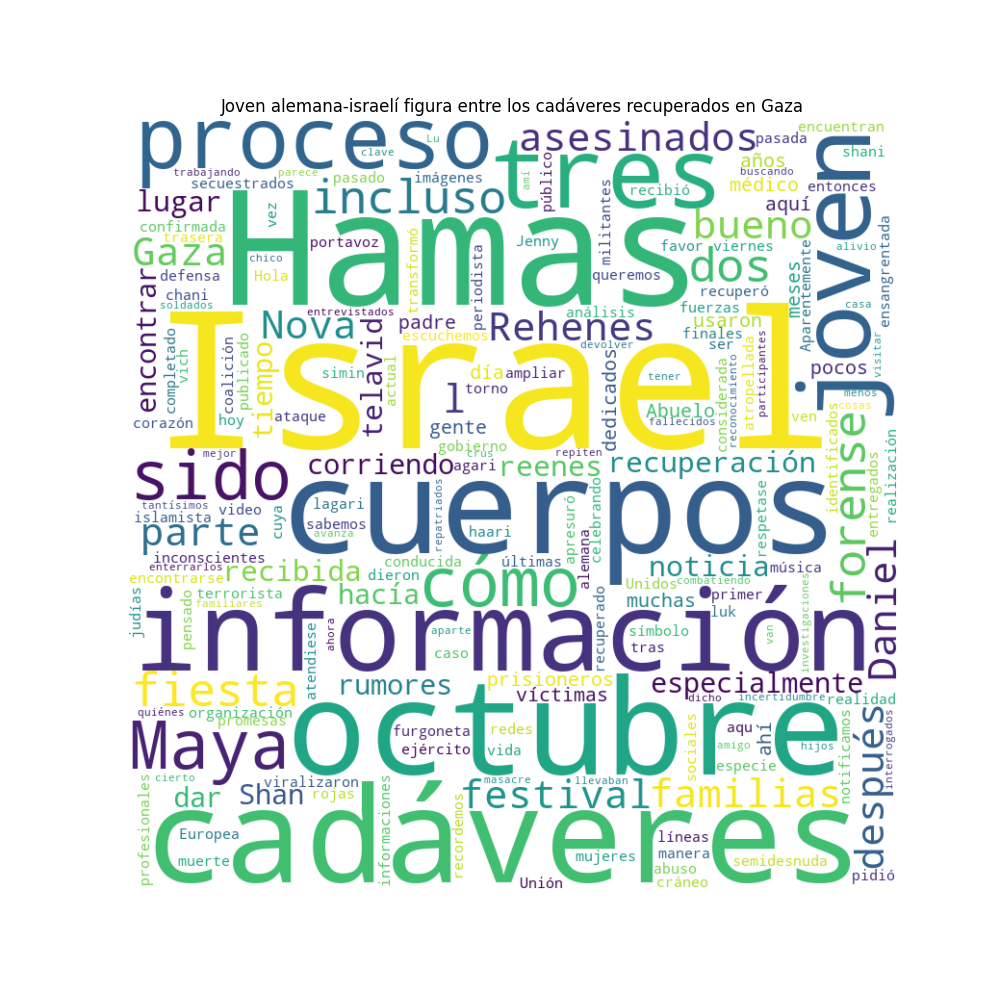 Joven alemana-israelí figura entre los cadáveres recuperados en Gaza
proceso
asesinados
pasada
encuentran
Lu
clave
tres
joven
shani
trabajando
parece
buscando
secuestrados
pasado
imágenes
amí
público
recibió
años
médico
entonces
lugar
vez
incluso
militantes
bueno
aquí
confirmada
trasera
Gaza
portavoz
Hamas
transformó
periodista
Jenny
favor
viernes
alivio
ensangrentada
chico
Hola
queremos
dos
meses
Aparentemente
defensa
chani
recuperó
casa
soldados
encontrar
entrevistados
análisis
fuerzas
usaron
Nova
padre
Rehenes
finales
visitar
escuchemos
devolver
ser
reconocimiento
atropellada
participantes
completado
vich
coalición
publicado
tiempo
Israel
simin
telavid
actual
día
ampliar
tener
dedicados
considerada
pocos
l
torno
menos
cosas
corazón
hoy
ataque
gente
Abuelo
fallecidos
ven
gobierno
crus
repiten
mejor
sido
corriendo
agari
reenes
recuperación
forense
identificados
entregados
realización
tantísimos
video
islamista
cuya
lagari
sabemos
avanza
cuerpos
repatriados
haari
apresuró
celebrando
respetase
parte
inconscientes
enterrarlos
conducida
últimas
alemana
noticia
música
Daniel
encontrarse
recibida
dieron
cómo
Unidos
combatiendo
terrorista
hacía
muchas
primer
judías
familiares
luk
pensado
atendiese
ahora
información
aparte
recuperado
símbolo
van
investigaciones
caso
tras
fiesta
rumores
prisioneros
especialmente
víctimas
dicho
incertidumbre
realidad
quiénes
organización
promesas
Maya
octubre
furgoneta
redes
aqu
ahí
ejército
vida
sociales
amigo
hijos
notificamos
después
interrogados
especie
profesionales
cierto
viralizaron
masacre
llevaban
dar
Shan
rojas
festival
familias
informaciones
recordemos
cadáveres
Europea
líneas
muerte
mujeres
manera
semidesnuda
abuso
Unión
cráneo
pidió